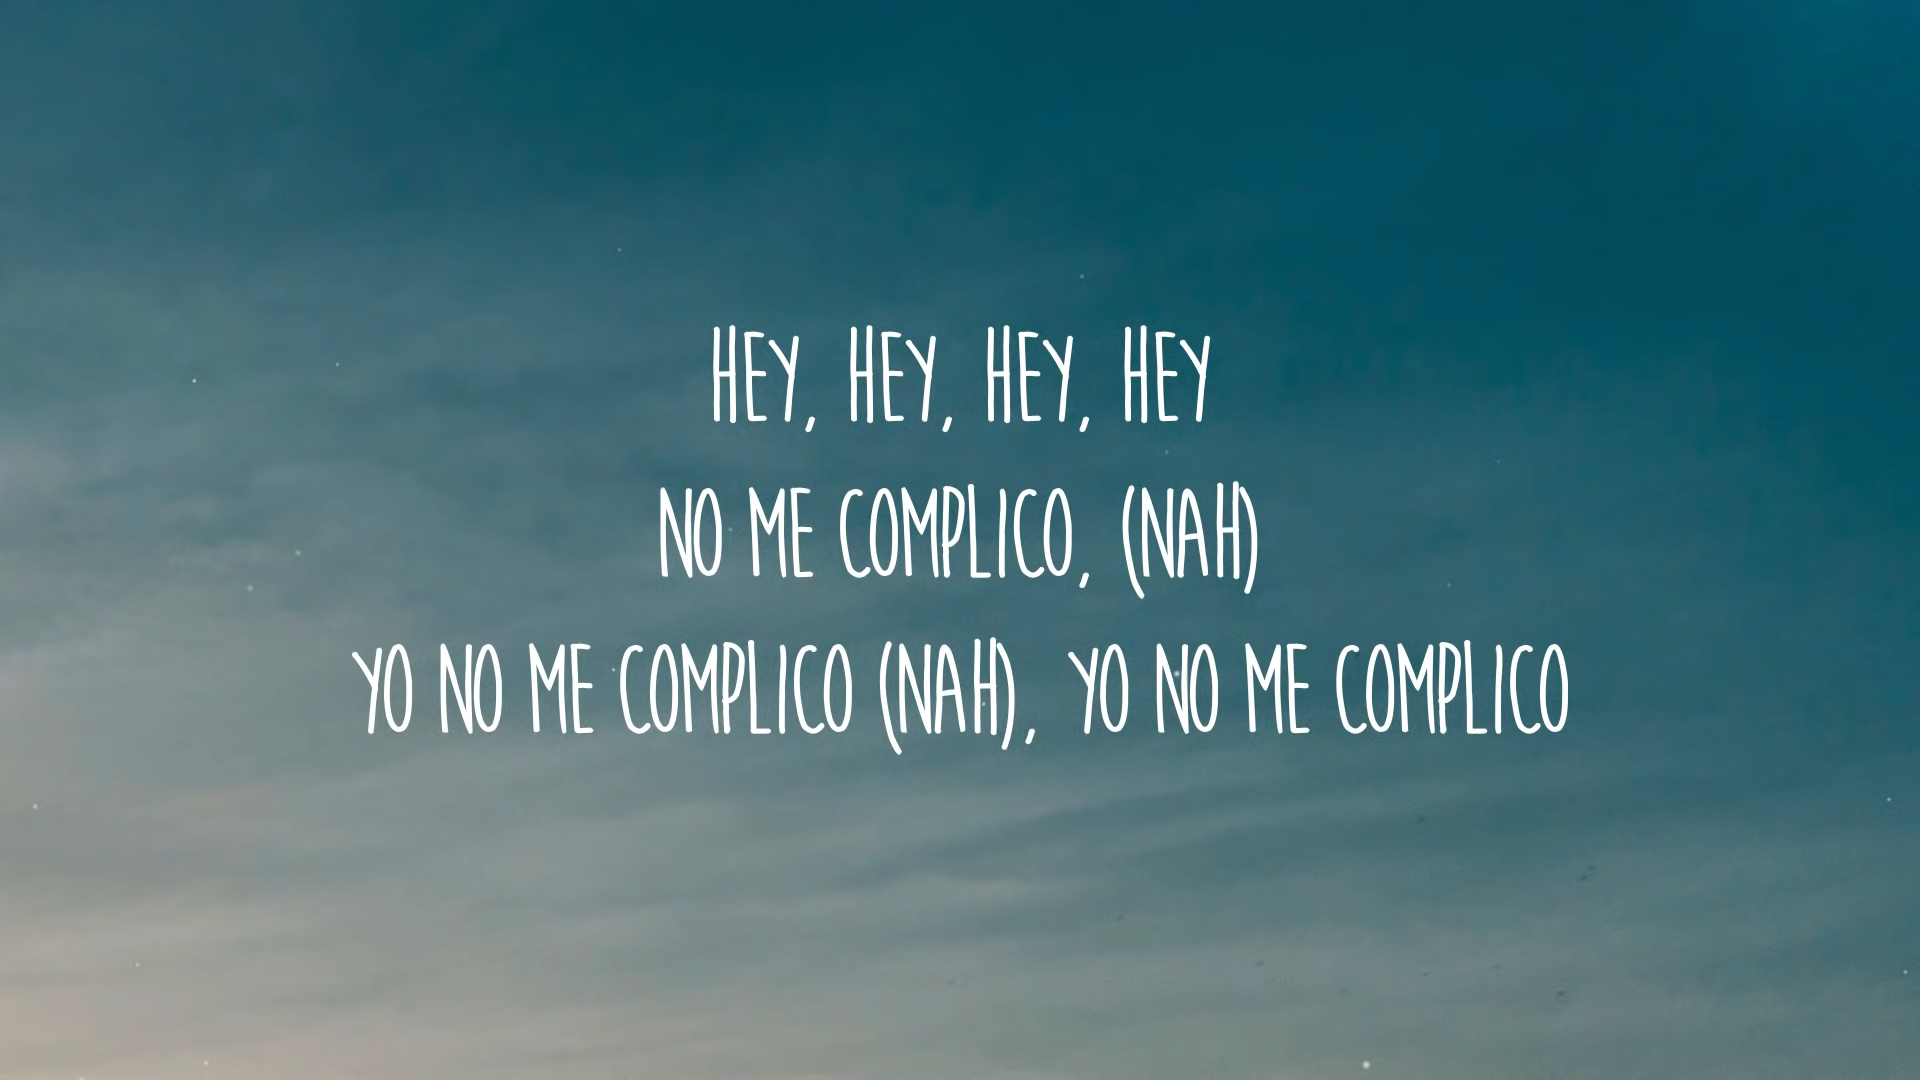 HEY, HEY, HEY, HEY
NO ME COMPLICO, (NAH)
YO NO ME COMPLICO (NAH), YO NO ME COMPLICO